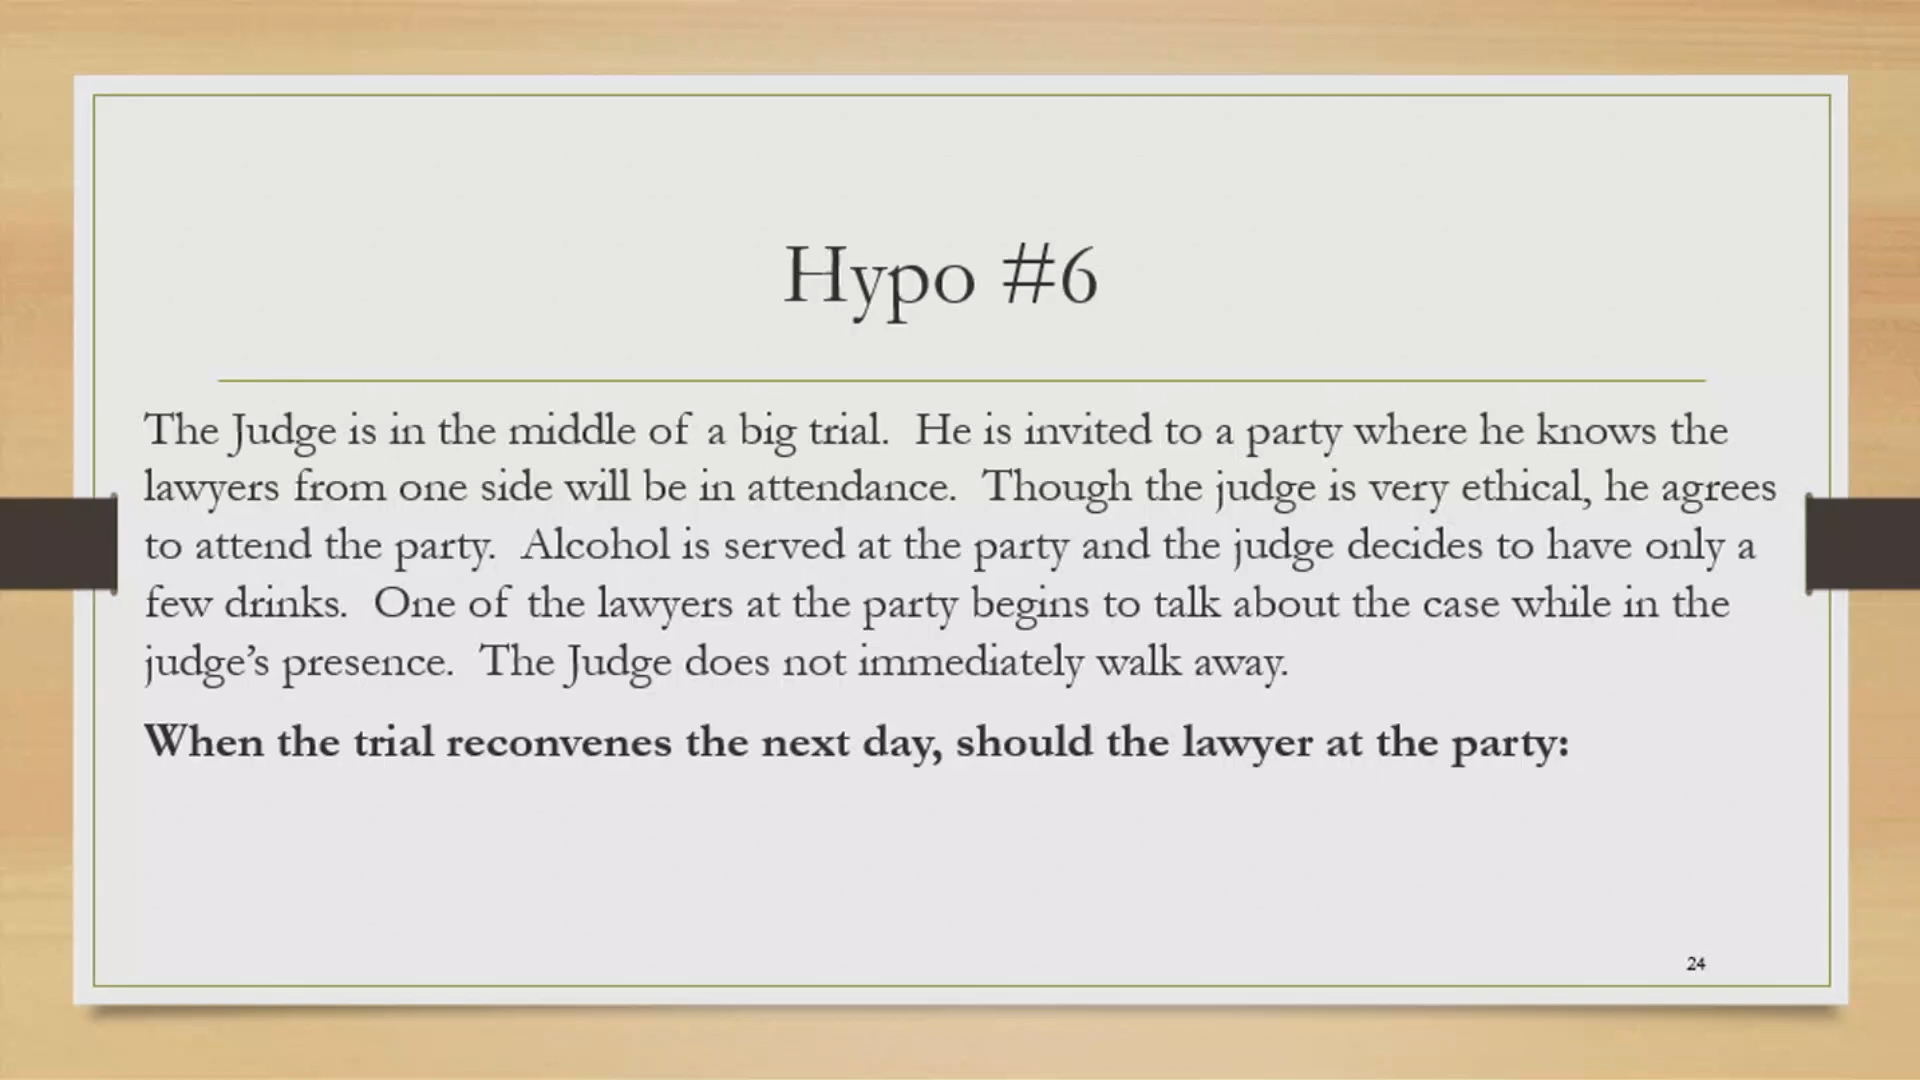 Hypo #6
The Judge is in the middle of a big trial.  He is invited to a party where he knows the
lawyers from one side will be in attendance.  Though the judge is very ethical, he agrees
to attend the party.  Alcohol is served at the party and the judge decides to have only a
few drinks.  One of the lawyers at the party begins to talk about the case while in the
judge’s presence.  The Judge does not immediately walk away.
When the trial reconvenes the next day, should the lawyer at the party:
24